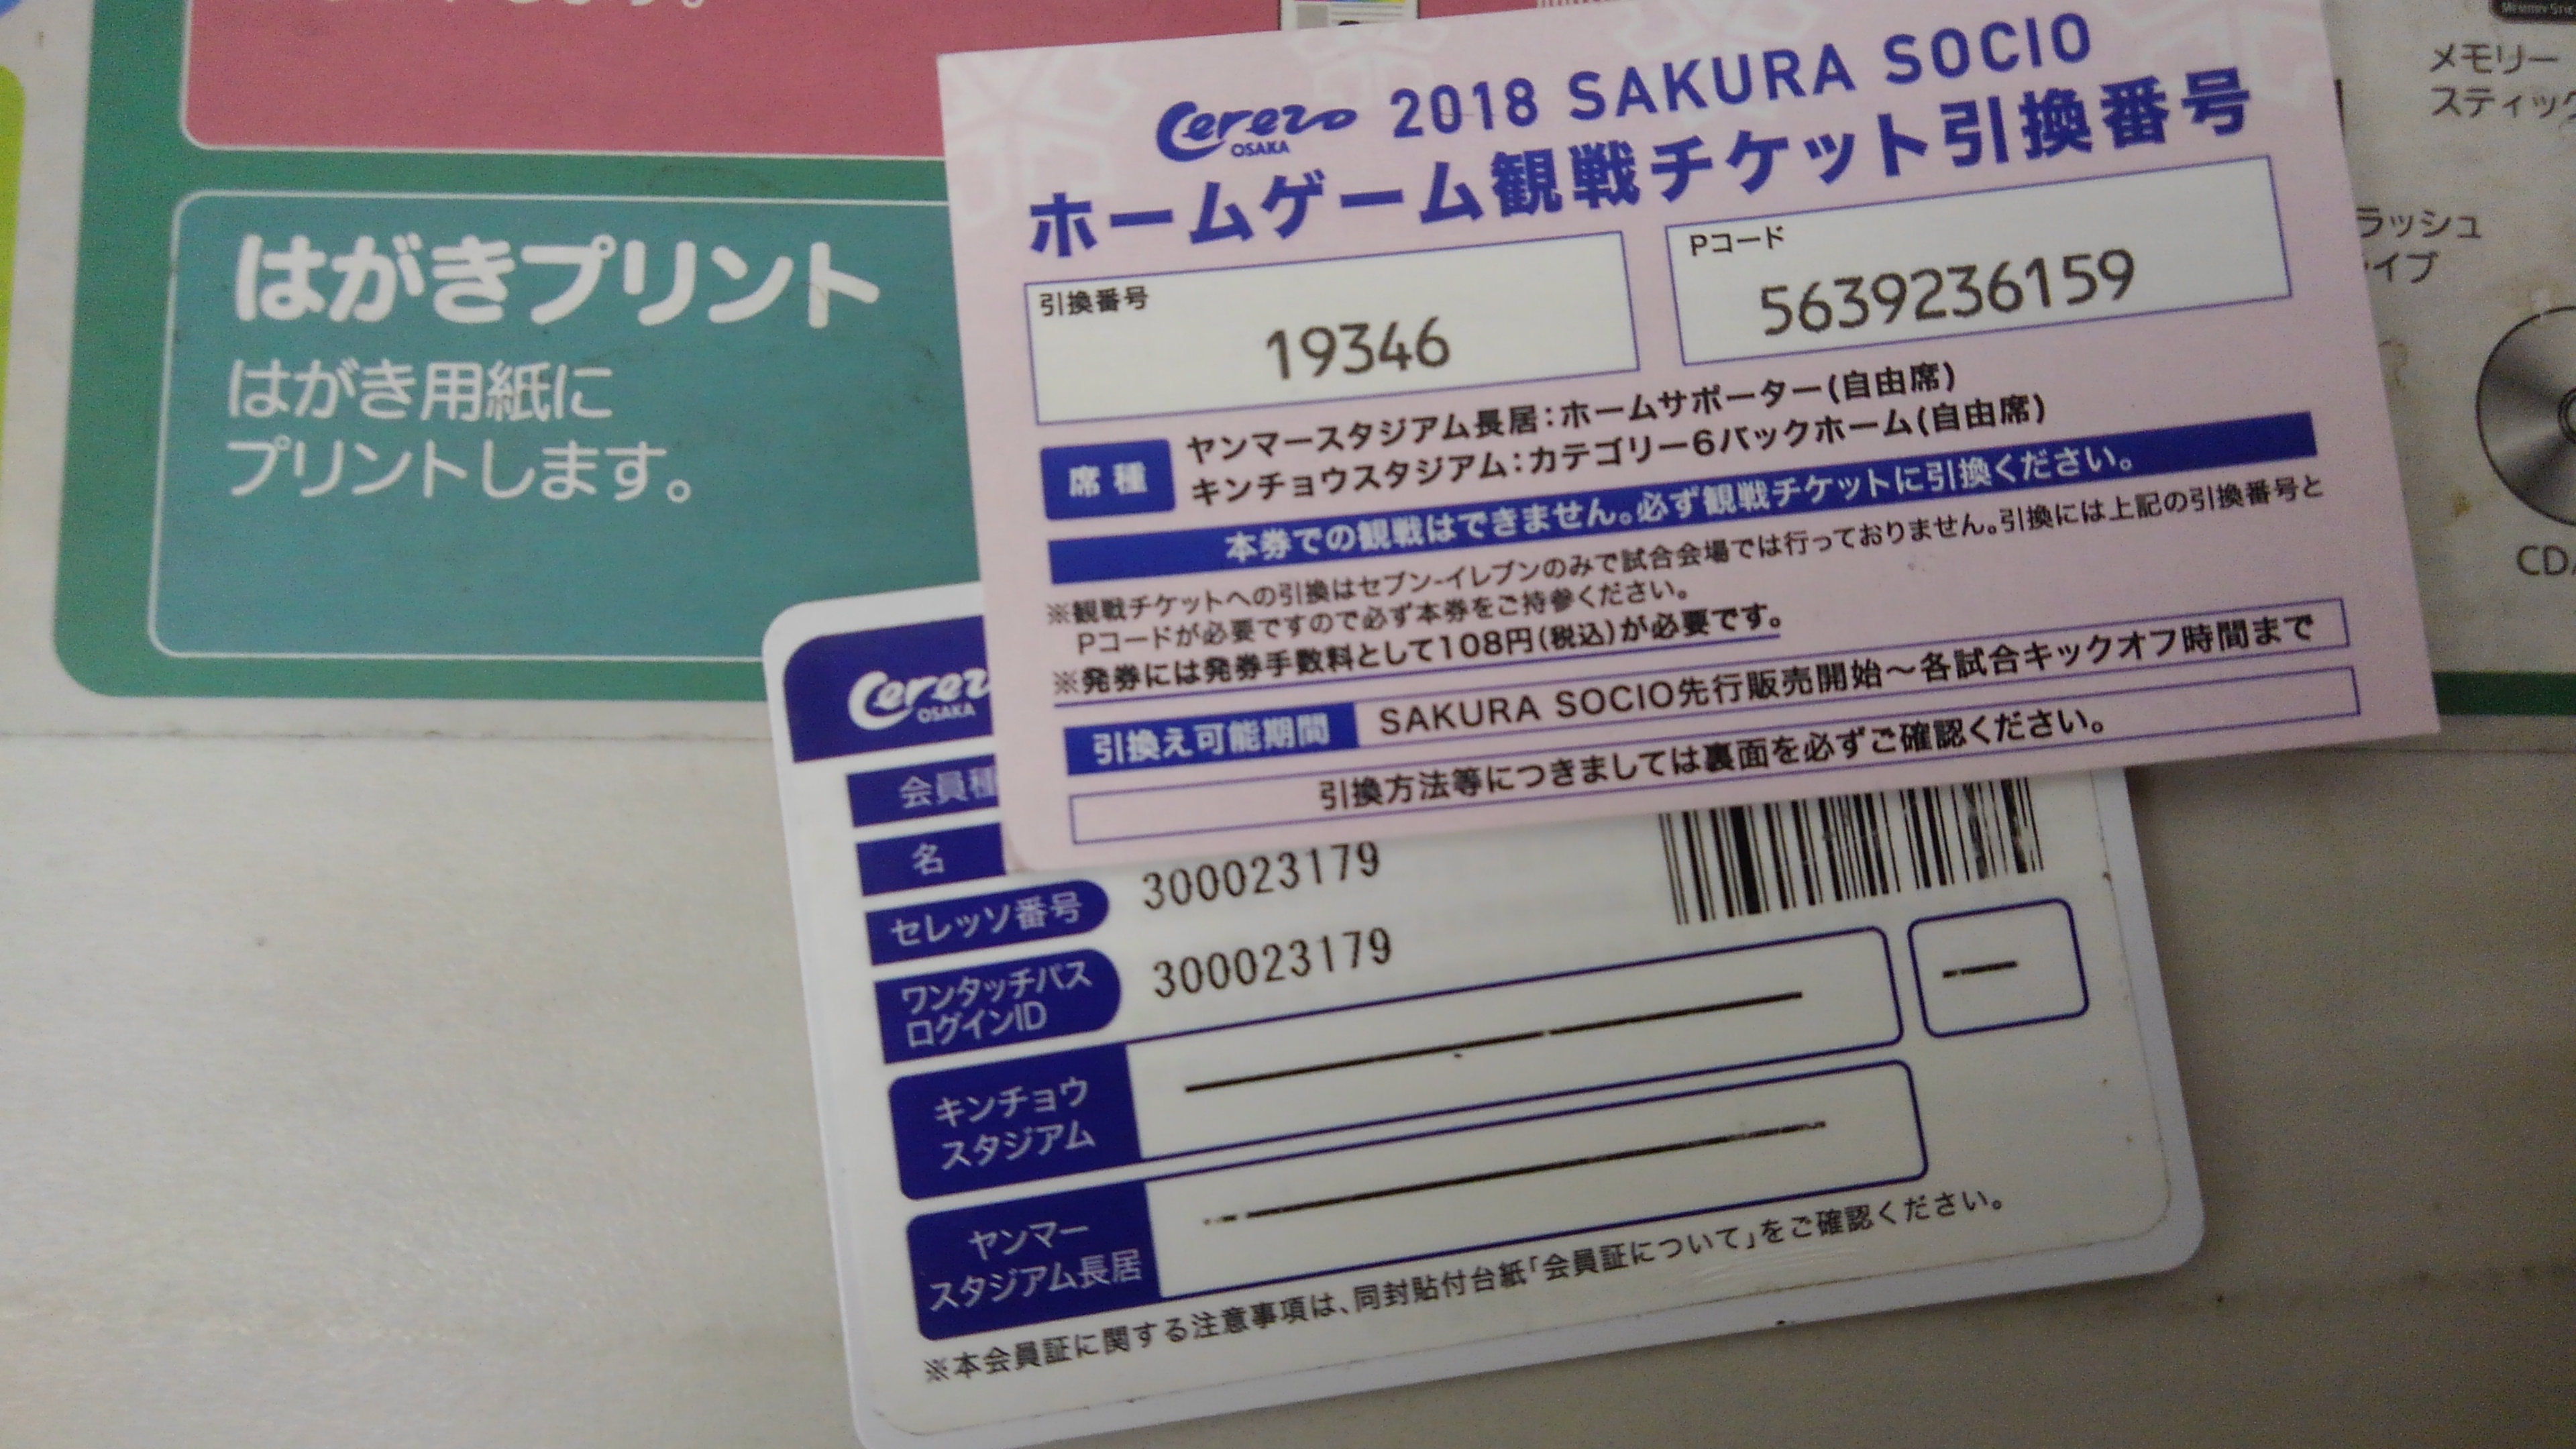 はがきプリント
はがき用紙に
プリントします。
メモリー
スティック
ラッシュ
イブ
CD
Cerezo OSAKA 2018 SAKURA SOCIO
ホームゲーム観戦チケット引換番号
引換番号
19346
Pコード
5639236159
席種
ヤンマースタジアム長居:ホームサポーター(自由席)
キンチョウスタジアム:カテゴリー6バックホーム(自由席)
本券での観戦はできません。必ず観戦チケットに引換ください。
※観戦チケットへの引換はセブン-イレブンのみで試合会場では行っておりません。引換には上記の引換番号と
Pコードが必要ですので必ず本券をご持参ください。
※発券には発券手数料として108円(税込)が必要です。
引換え可能期間 SAKURA SOCIO先行販売開始～各試合キックオフ時間まで
引換方法等につきましては裏面を必ずご確認ください。
Cerezo
OSAKA
会員種
名
セレッソ番号 300023179
ワンタッチパス
ログインID 300023179
キンチョウ
スタジアム
ヤンマー
スタジアム長居
※本会員証に関する注意事項は、同封貼付台紙「会員証について」をご確認ください。